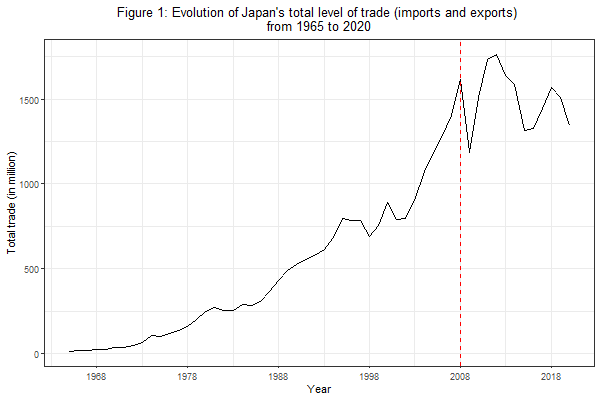 Figure 1: Evolution of Japan's total level of trade (imports and exports)
from 1965 to 2020
Total trade (in million)
1500
1000
500
0
1968 1978 1988 1998 2008 2018
Year